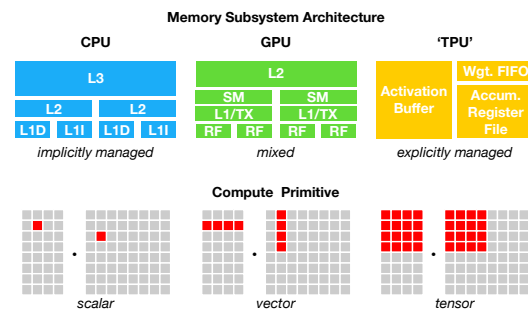 Memory Subsystem Architecture
CPU GPU 'TPU'
L3
L2 L2
L1D L1I L1D L1I
implicitly managed
L2
SM SM
L1/TX L1/TX
RF RF RF RF
mixed
Activation Buffer
Wgt. FIFO
Accum. Register File
explicitly managed
Compute Primitive
scalar vector tensor